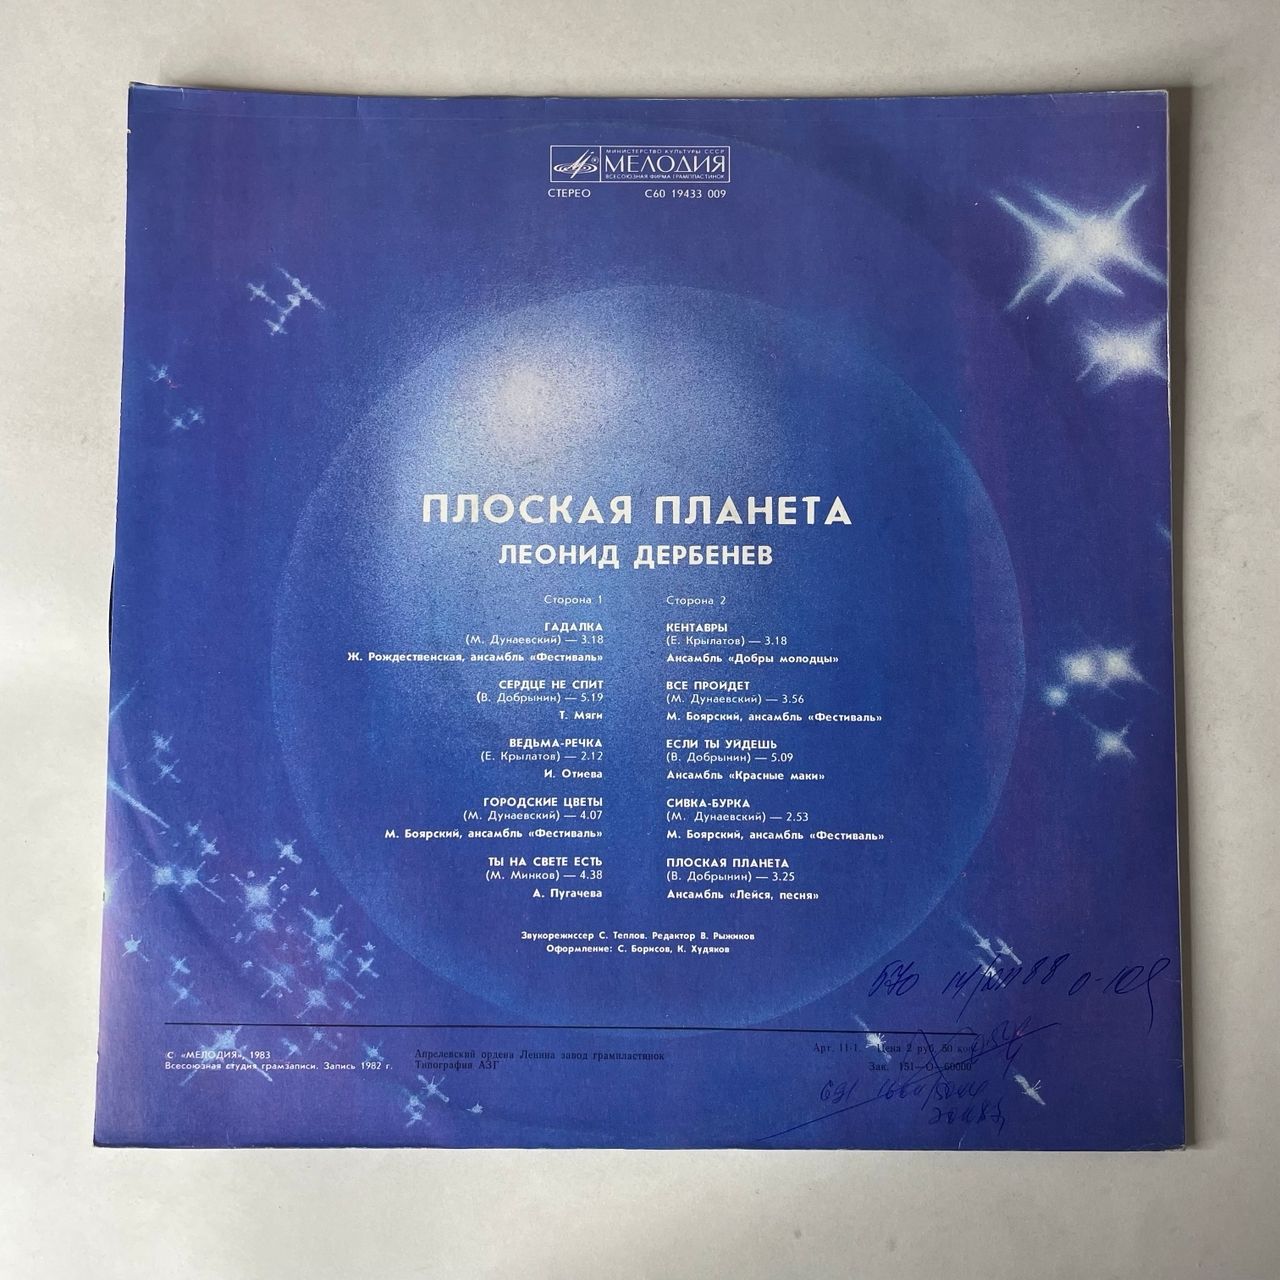 МИНИСТЕРСТВО КУЛЬТУРЫ СССР
МЕЛОДИЯ
ВСЕСОЮЗНАЯ ФИРМА ГРАМПЛАСТИНОК
СТЕРЕО С60 19433 009
ПЛОСКАЯ ПЛАНЕТА
ЛЕОНИД ДЕРБЕНЕВ
Сторона 1
ГАДАЛКА
(М. Дунаевский) — 3.18
Ж. Рождественская, ансамбль «Фестиваль»
СЕРДЦЕ НЕ СПИТ
(В. Добрынин) — 5.19
Т. Мяги
ВЕДЬМА-РЕЧКА
(Е. Крылатов) — 2.12
И. Отиева
ГОРОДСКИЕ ЦВЕТЫ
(М. Дунаевский) — 4.07
М. Боярский, ансамбль «Фестиваль»
ТЫ НА СВЕТЕ ЕСТЬ
(М. Минков) — 4.38
А. Пугачева
Сторона 2
КЕНТАВРЫ
(Е. Крылатов) — 3.18
Ансамбль «Добры молодцы»
ВСЕ ПРОЙДЕТ
(М. Дунаевский) — 3.56
М. Боярский, ансамбль «Фестиваль»
ЕСЛИ ТЫ УЙДЕШЬ
(В. Добрынин) — 5.09
Ансамбль «Красные маки»
СИВКА-БУРКА
(М. Дунаевский) — 2.53
М. Боярский, ансамбль «Фестиваль»
ПЛОСКАЯ ПЛАНЕТА
(В. Добрынин) — 3.25
Ансамбль «Лейся, песня»
Звукорежиссер С. Теплов. Редактор В. Рыжиков
Оформление: С. Борисов, К. Худяков
С «МЕЛОДИЯ», 1983
Всесоюзная студия грамзаписи. Запись 1982 г.
Апрелевский ордена Ленина завод грампластинок
Типография АЗГ
Арт. 11-1. Цена 2 руб. 50 коп.
Зак. 151—О—60000